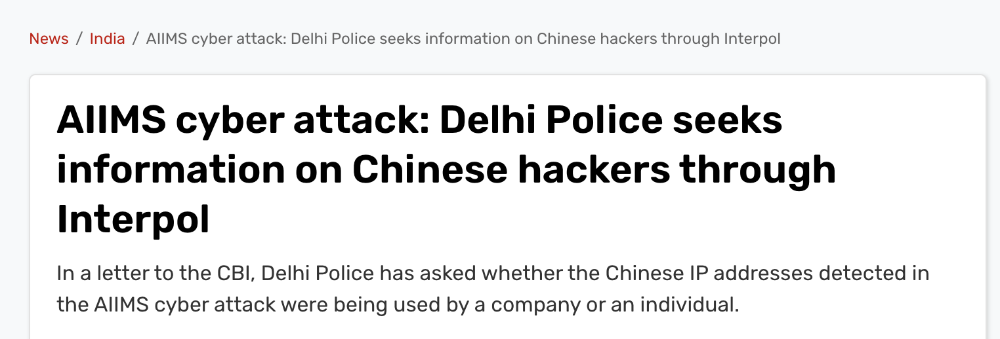 News / India / AIIMS cyber attack: Delhi Police seeks information on Chinese hackers through Interpol
AIIMS cyber attack: Delhi Police seeks
information on Chinese hackers through
Interpol
In a letter to the CBI, Delhi Police has asked whether the Chinese IP addresses detected in
the AIIMS cyber attack were being used by a company or an individual.